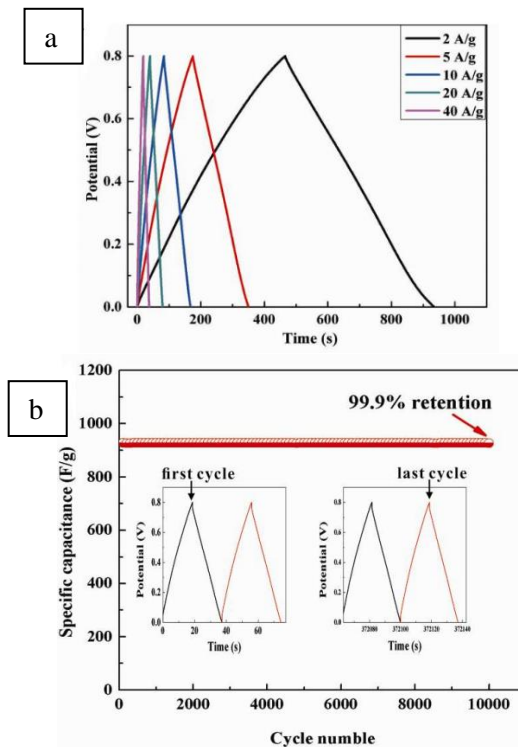 a
2 A/g
5 A/g
10 A/g
20 A/g
40 A/g
0.8
0.6
0.4
0.2
0.0
Potential (V)
0 200 400 600 800 1000
Time (s)
b
1200
1000
800
600
400
200
0
Specific capacitance (F/g)
99.9% retention
first cycle
last cycle
0.8
0.6
0.4
0.2
0.0
Potential (V)
0 20 40 60
Time (s)
0.8
0.6
0.4
0.2
0.0
Potential (V)
372080 372100 372120 372140
Time (s)
0 2000 4000 6000 8000 10000
Cycle numble